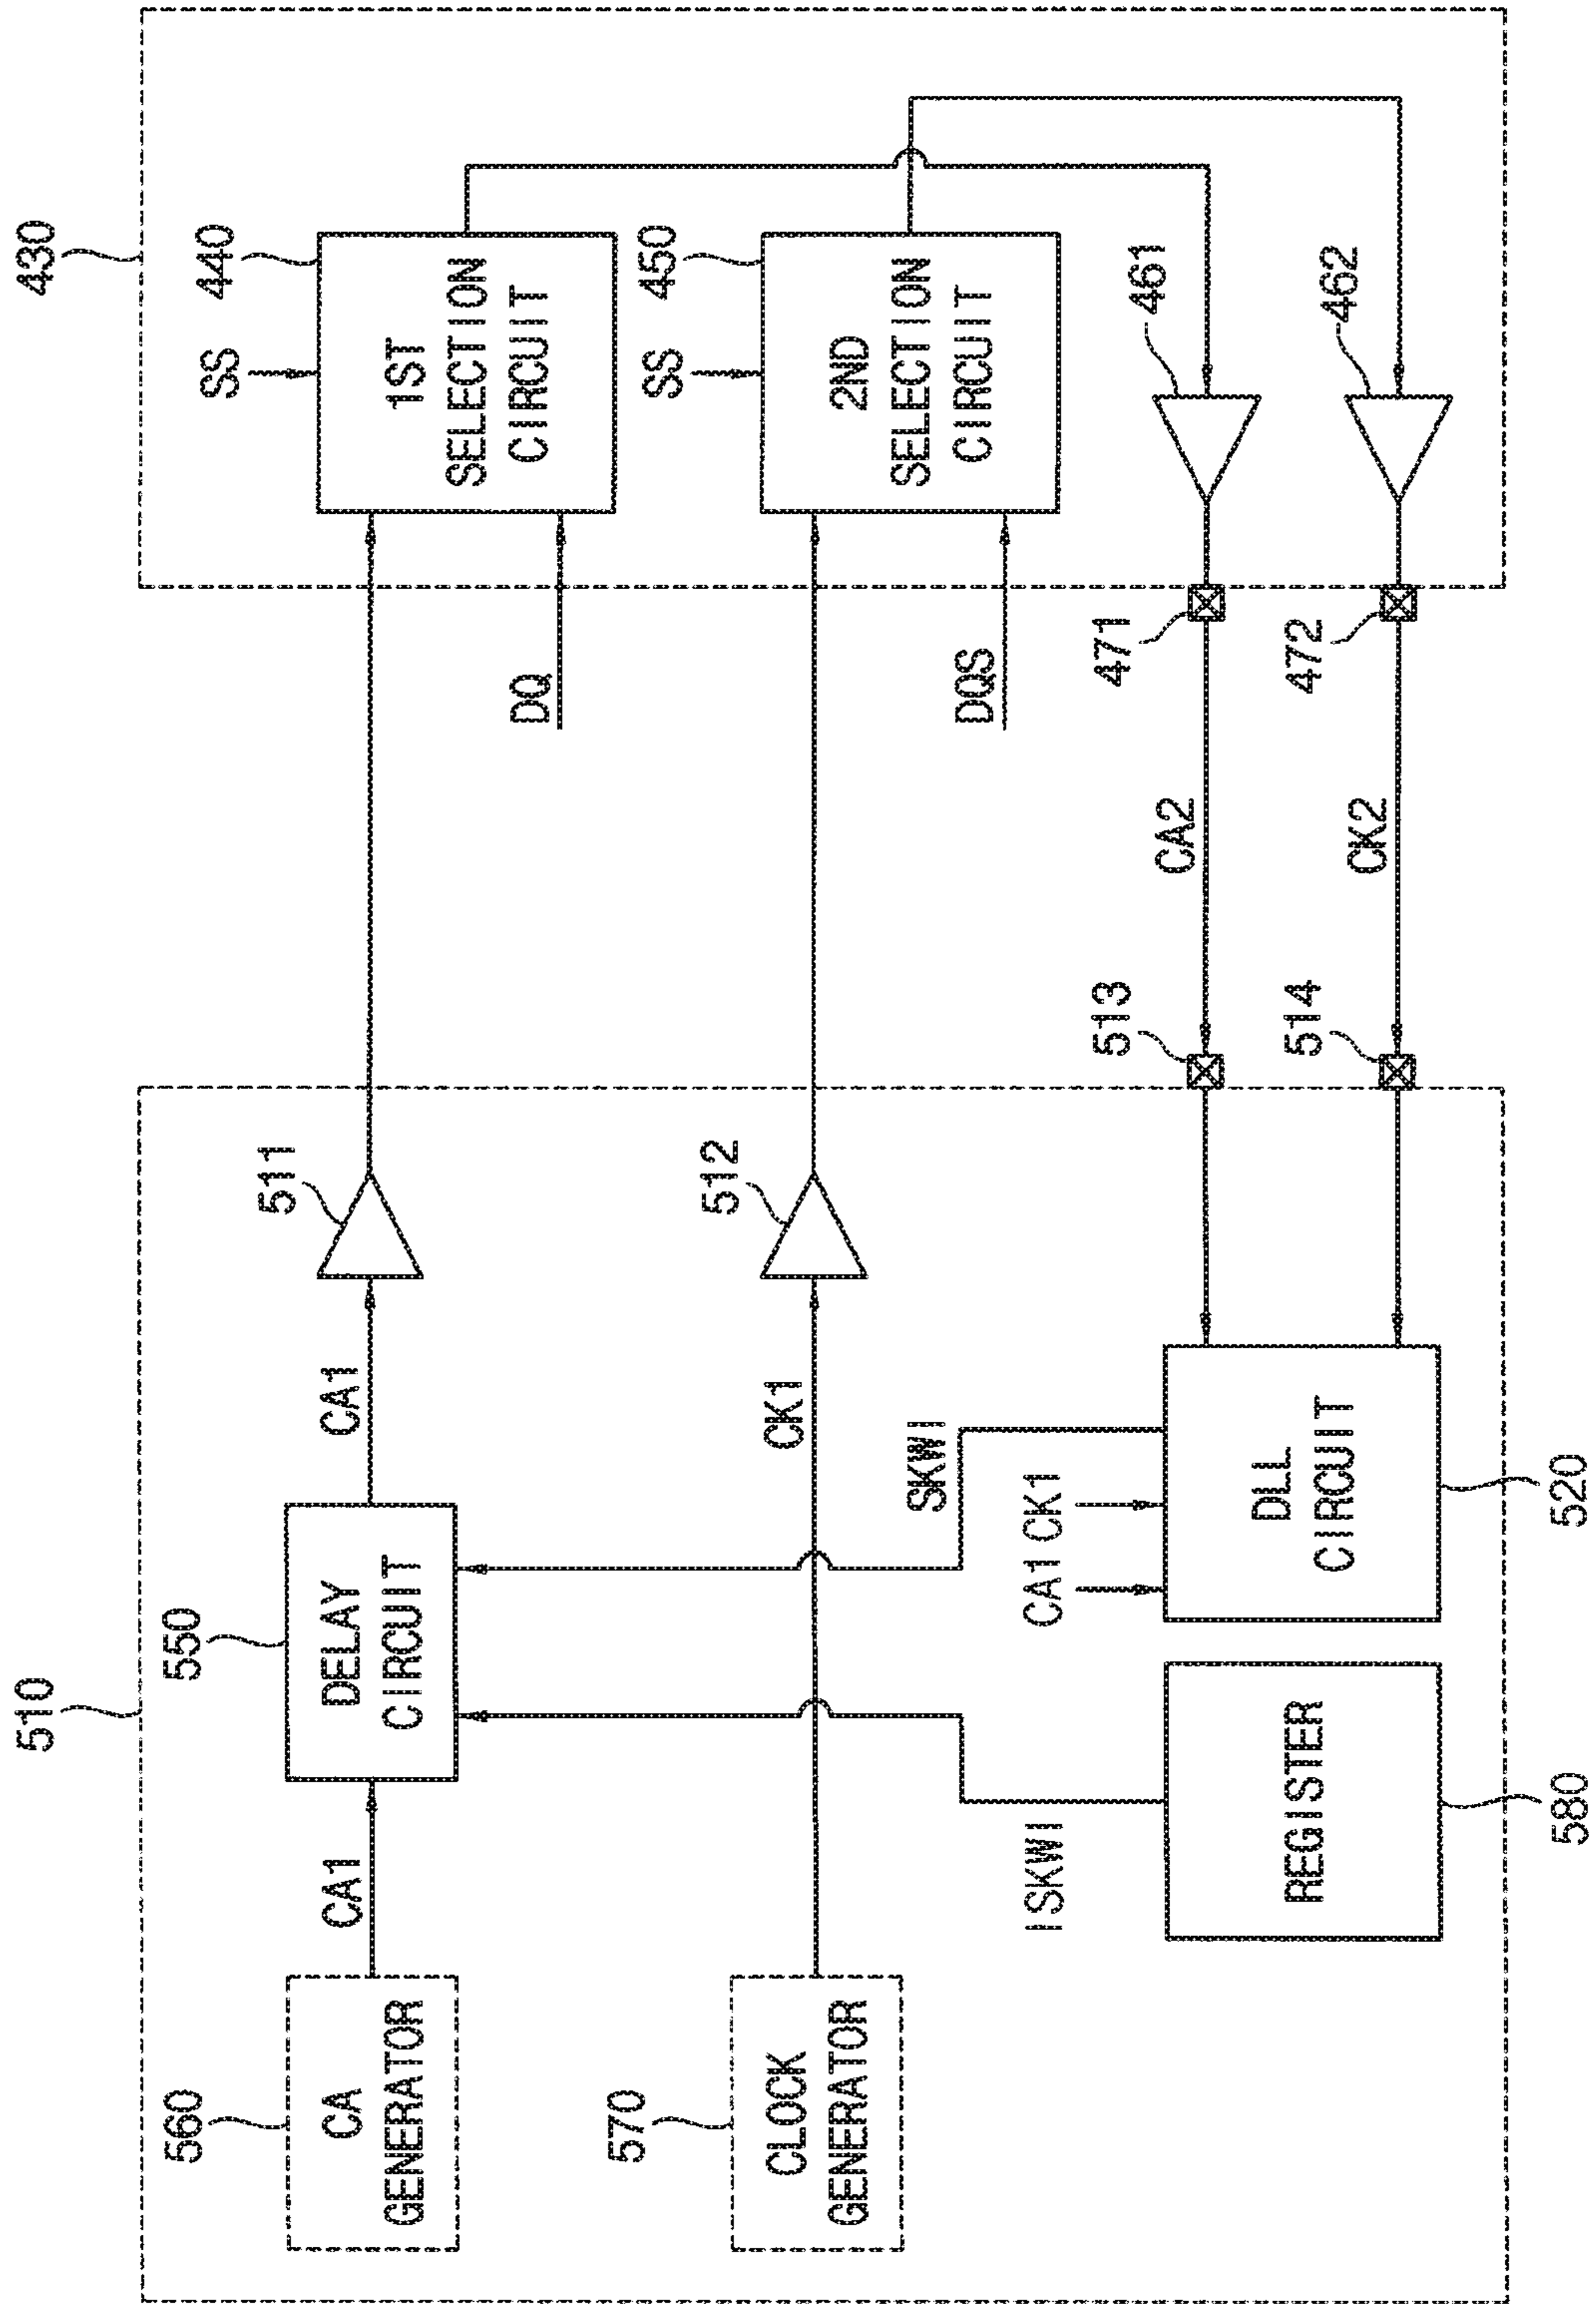 510
430
560
CA
GENERATOR
CA1
550
DELAY
CIRCUIT
CA1
511
SS
440
1ST
SELECTION
CIRCUIT
DQ
570
CLOCK
GENERATOR
CK1
512
SS
450
2ND
SELECTION
CIRCUIT
DQS
SKWI
ISKWI
CA1 CK1
REGISTER
580
DLL
CIRCUIT
520
513
CA2
471
461
514
CK2
472
462